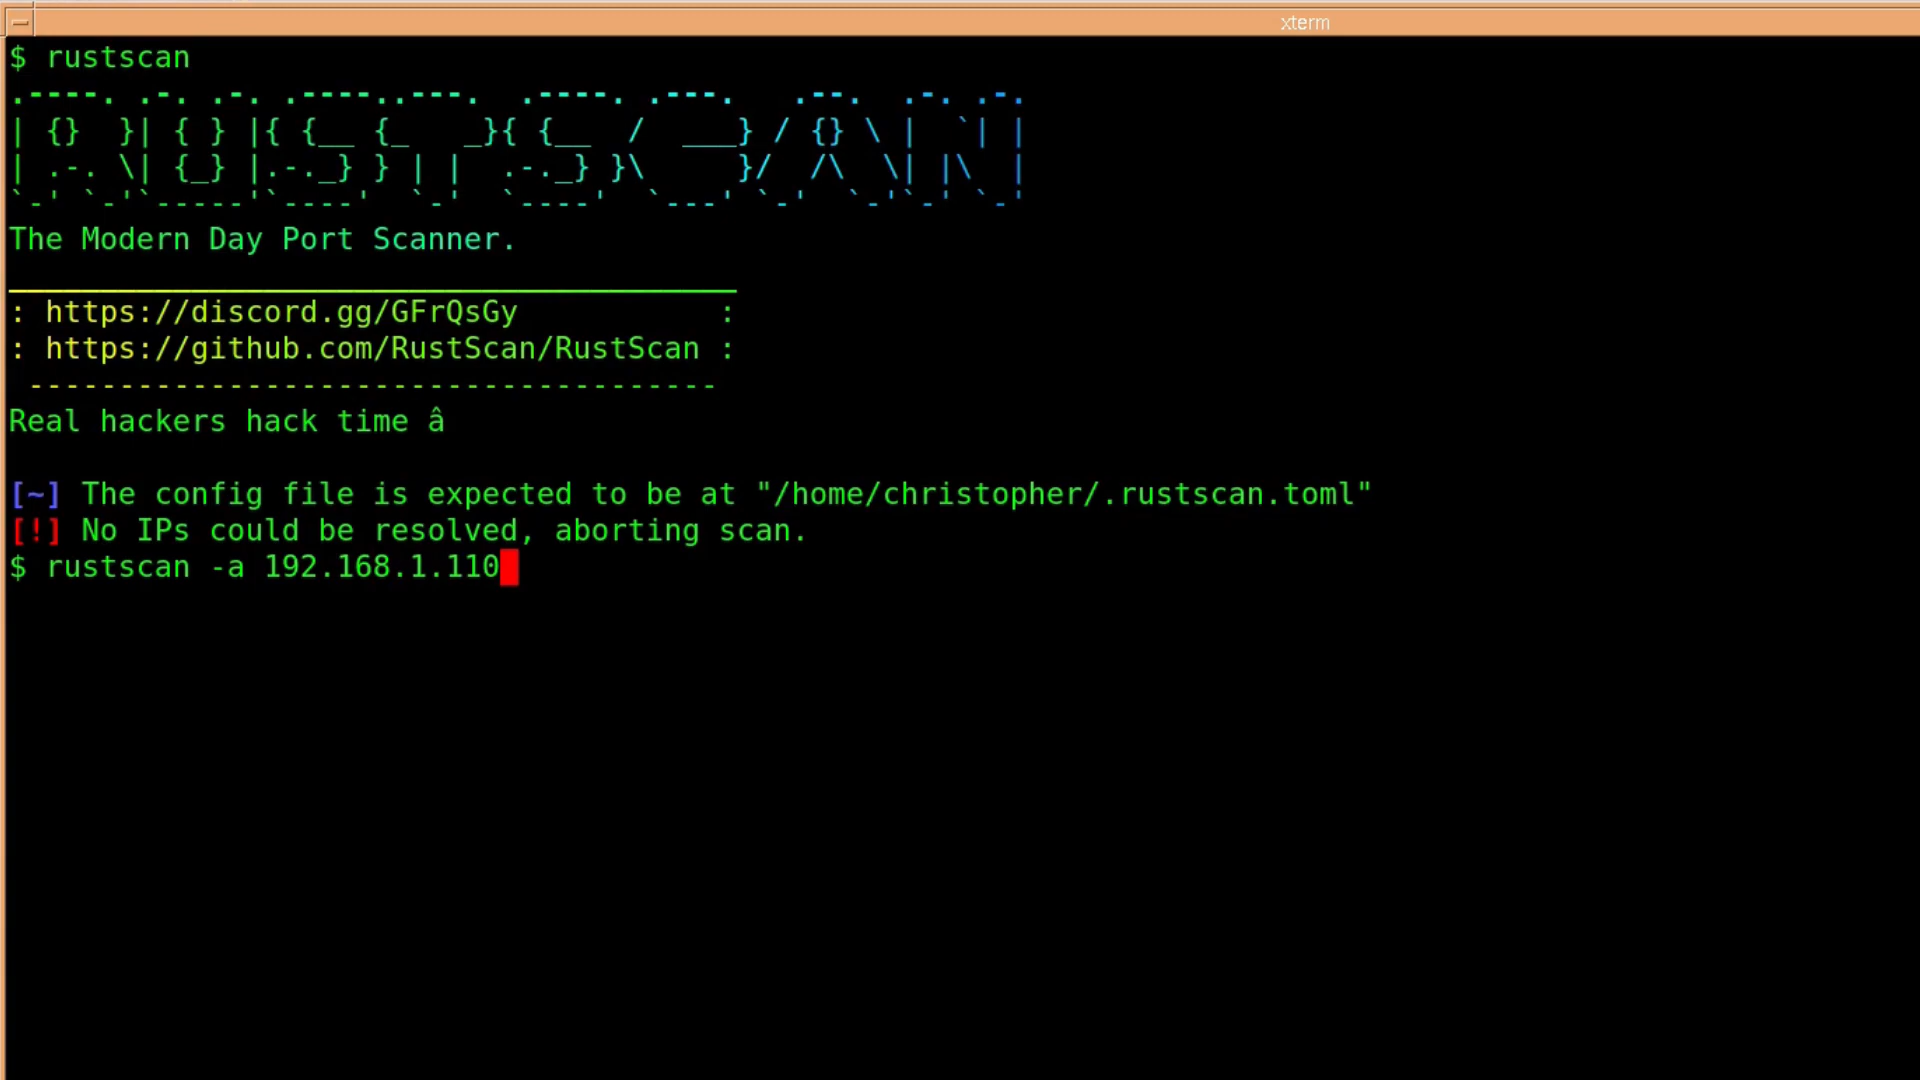 xterm
$ rustscan
.----. .-. .-. .----..---.  .----. .---.   .--.  .-. .-.
| {}  }| { } |{ {__ {_   _}{ {__  /  ___} / {} \ |  `| |
| .-. \| {_} |.-._} } | |  .-._} }\     }/  /\  \| |\  |
`-' `-'`-----'`----'  `-'  `----'  `---' `-'  `-'`-' `-'
The Modern Day Port Scanner.
________________________________________
: https://discord.gg/GFrQsGy           :
: https://github.com/RustScan/RustScan :
 --------------------------------------
Real hackers hack time â
[~] The config file is expected to be at "/home/christopher/.rustscan.toml"
[!] No IPs could be resolved, aborting scan.
$ rustscan -a 192.168.1.110